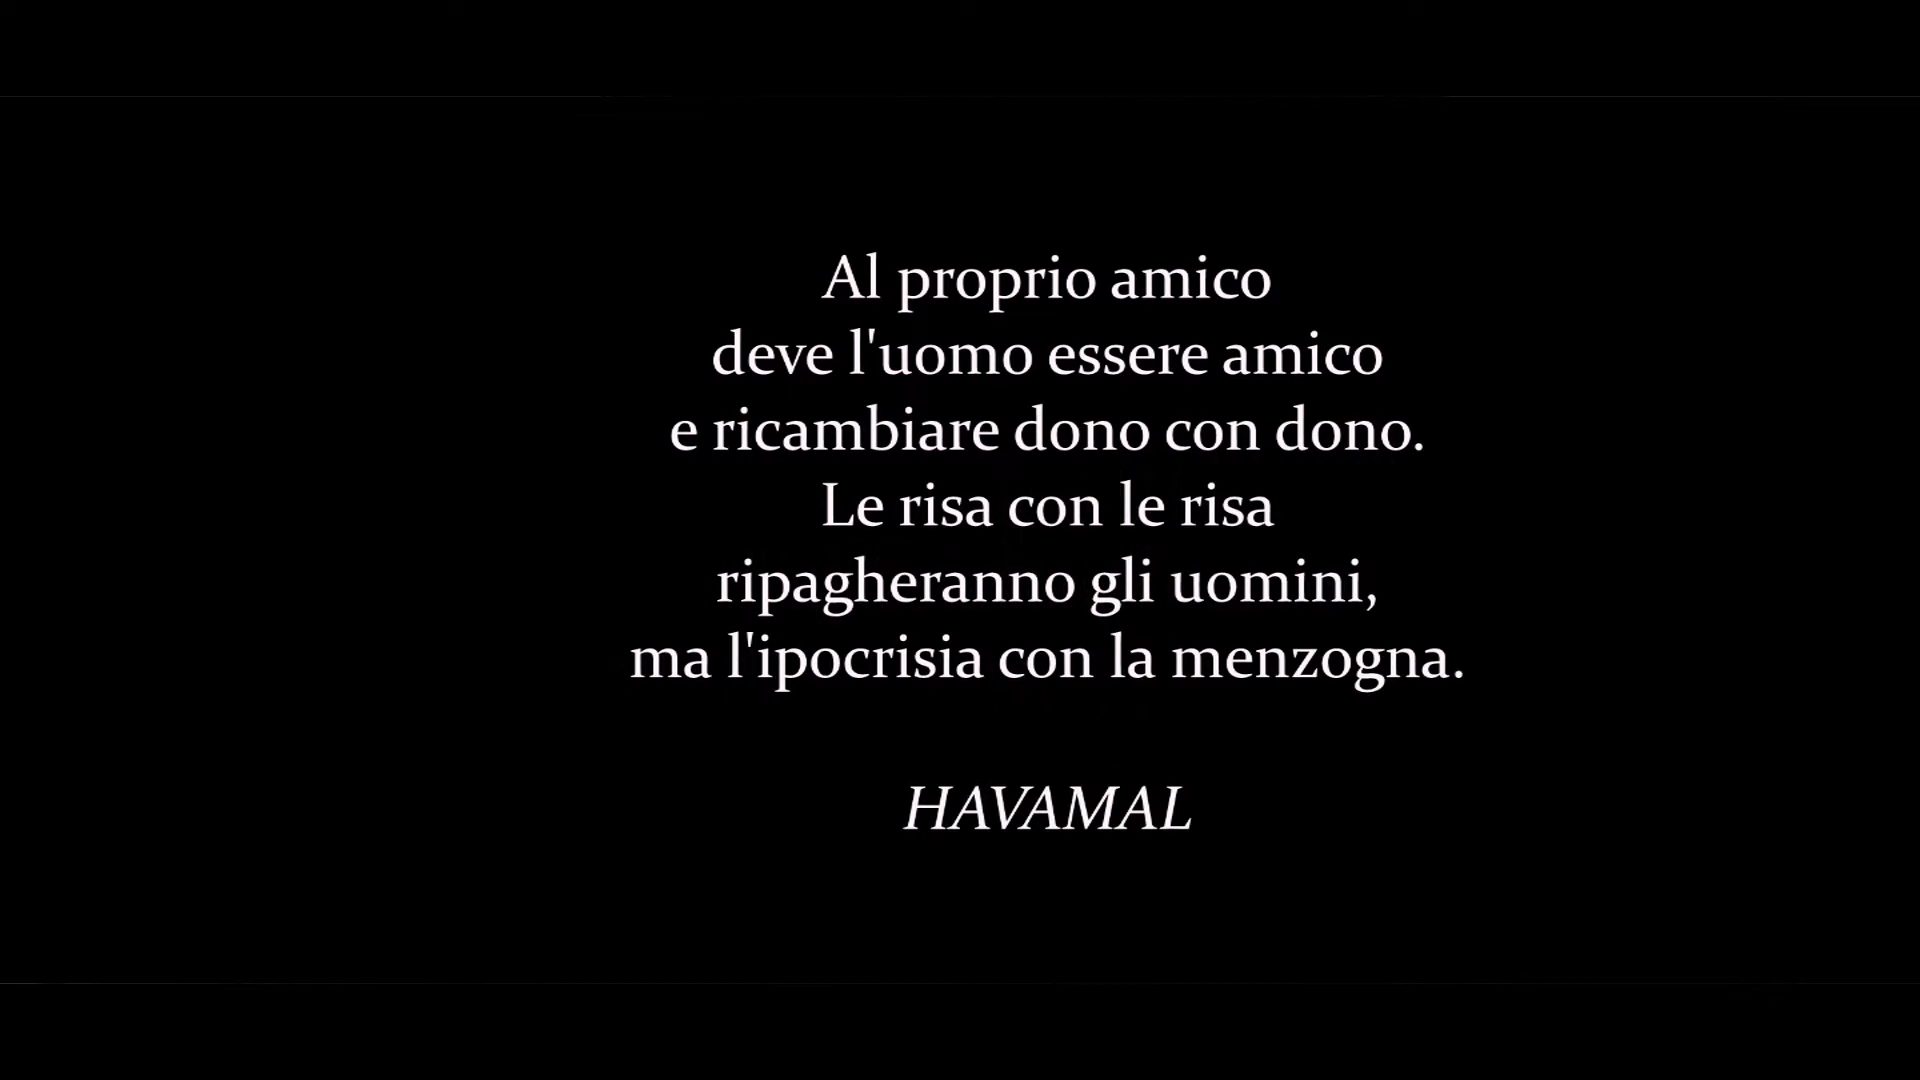 Al proprio amico
deve l'uomo essere amico
e ricambiare dono con dono.
Le risa con le risa
ripagheranno gli uomini,
ma l'ipocrisia con la menzogna.
HAVAMAL